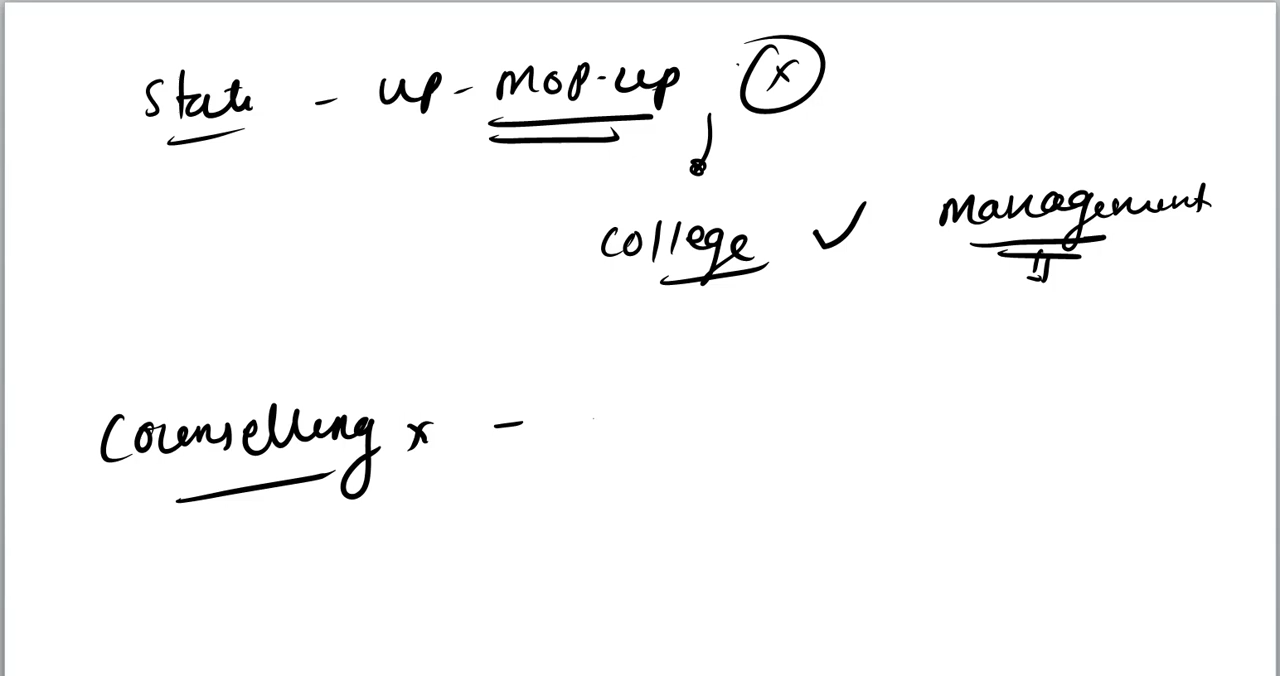 State - UP - MOP-UP x
college ✓ management
Counselling x -